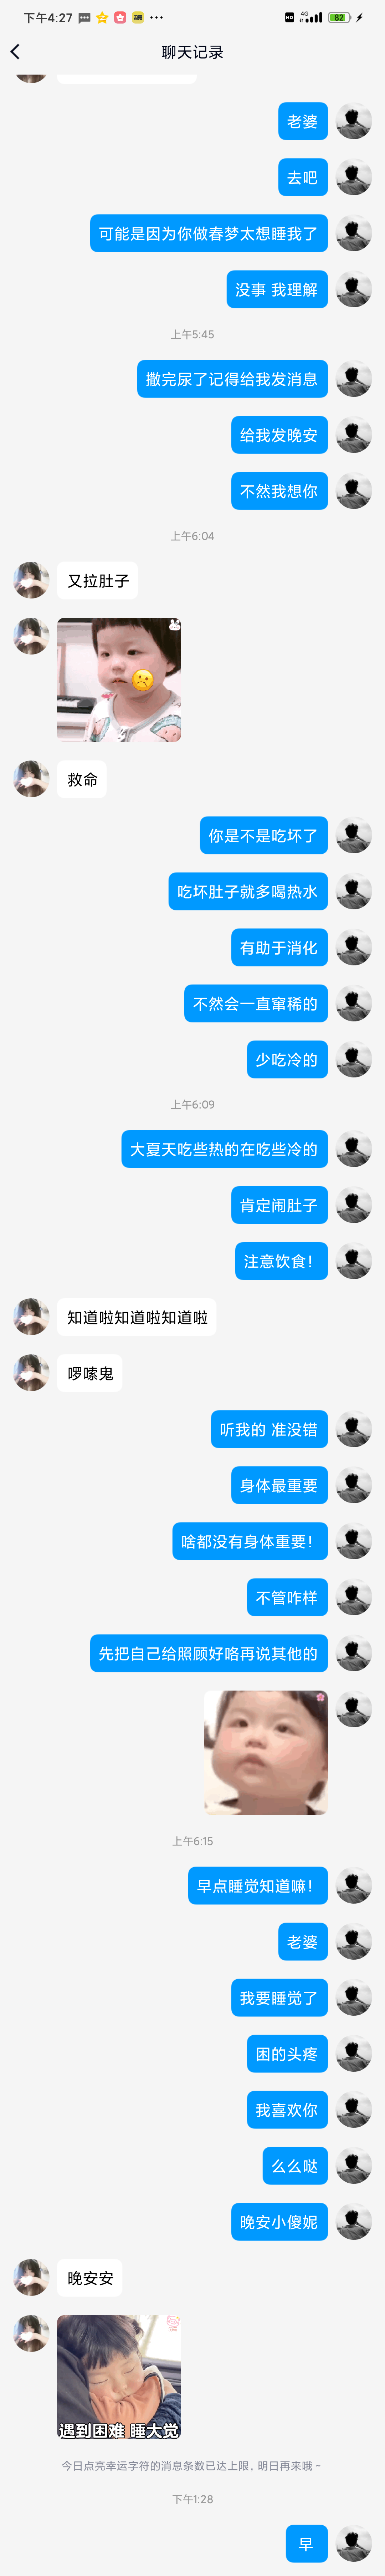 下午4:27
HD
4G
82
聊天记录
老婆
去吧
可能是因为你做春梦太想睡我了
没事 我理解
上午5:45
撒完尿了记得给我发消息
给我发晚安
不然我想你
上午6:04
又拉肚子
救命
你是不是吃坏了
吃坏肚子就多喝热水
有助于消化
不然会一直窜稀的
少吃冷的
上午6:09
大夏天吃些热的在吃些冷的
肯定闹肚子
注意饮食！
知道啦知道啦知道啦
啰嗦鬼
听我的 准没错
身体最重要
啥都没有身体重要！
不管咋样
先把自己给照顾好咯再说其他的
上午6:15
早点睡觉知道嘛！
老婆
我要睡觉了
困的头疼
我喜欢你
么么哒
晚安小傻妮
晚安安
遇到困难 睡大觉
今日点亮幸运字符的消息条数已达上限，明日再来哦~
下午1:28
早